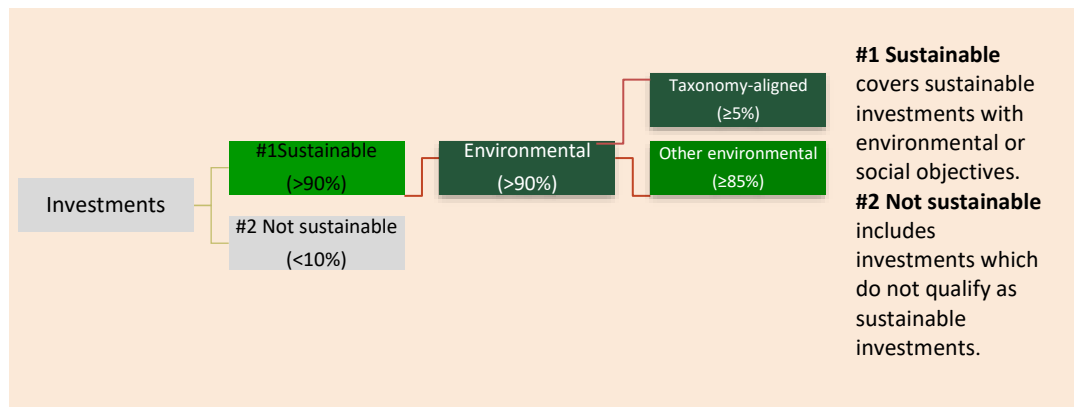 Investments
#1Sustainable
(>90%)
#2 Not sustainable
(<10%)
Environmental
(>90%)
Taxonomy-aligned
(≥5%)
Other environmental
(≥85%)
#1 Sustainable
covers sustainable
investments with
environmental or
social objectives.
#2 Not sustainable
includes
investments which
do not qualify as
sustainable
investments.